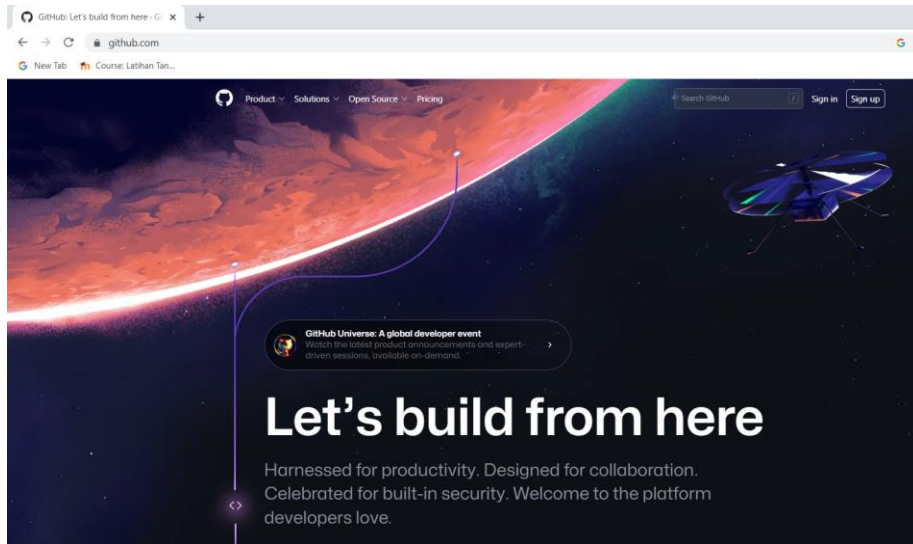 GitHub: Let's build from here · G
github.com
New Tab Course: Latihan Tan...
Product Solutions Open Source Pricing Search GitHub / Sign in Sign up
GitHub Universe: A global developer event
Watch the latest product announcements and expert-
driven sessions, available on-demand.
Let's build from here
Harnessed for productivity. Designed for collaboration.
Celebrated for built-in security. Welcome to the platform
developers love.